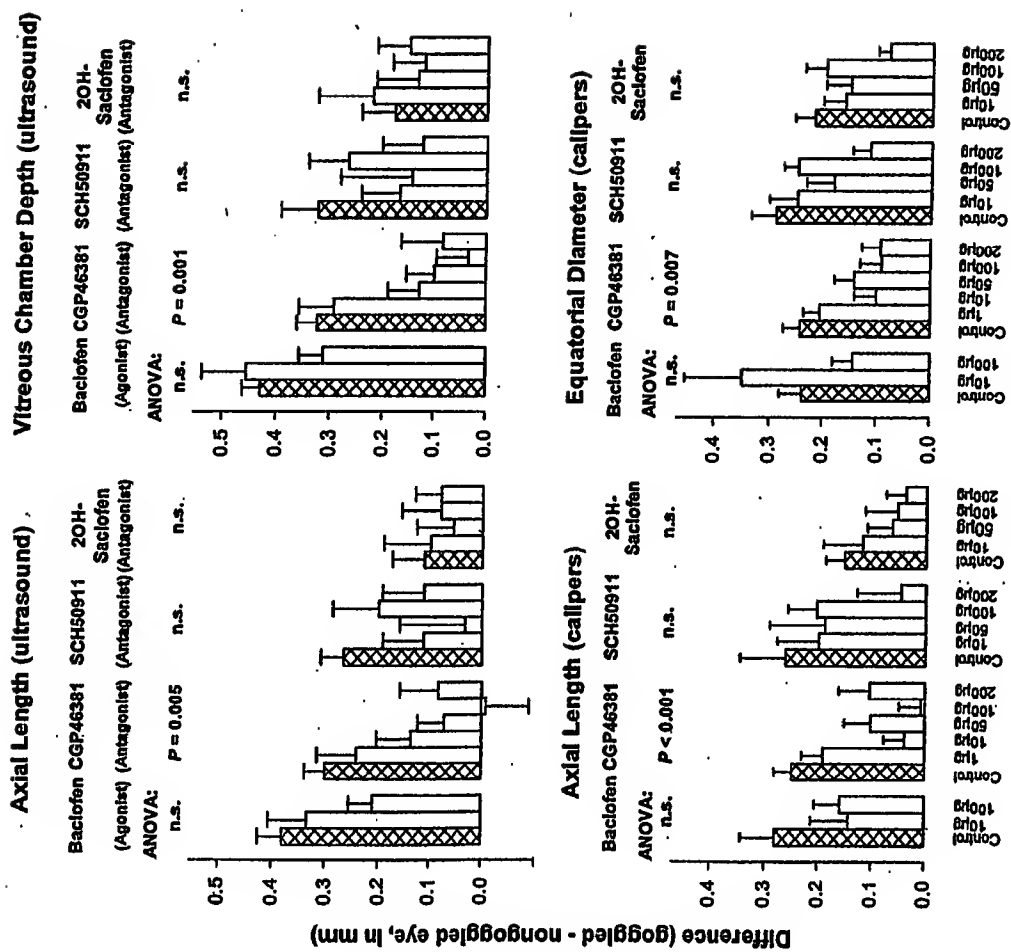 Axial Length (ultrasound)
Baclofen CGP46381 SCH50911 2OH-
Saclofen
(Agonist) (Antagonist) (Antagonist) (Antagonist)
ANOVA:
n.s. P = 0.005 n.s. n.s.
0.5
0.4
0.3
0.2
0.1
0.0
Vitreous Chamber Depth (ultrasound)
Baclofen CGP46381 SCH50911 2OH-
Saclofen
(Agonist) (Antagonist) (Antagonist) (Antagonist)
ANOVA:
n.s. P = 0.001 n.s. n.s.
0.5
0.4
0.3
0.2
0.1
0.0
Axial Length (calipers)
Baclofen CGP46381 SCH50911 2OH-
Saclofen
ANOVA:
n.s. P < 0.001 n.s. n.s.
0.4
0.3
0.2
0.1
0.0
Control 10µg 100µg Control 1µg 10µg 50µg 100µg 200µg Control 10µg 50µg 100µg 200µg Control 10µg 50µg 100µg 200µg
Equatorial Diameter (calipers)
Baclofen CGP46381 SCH50911 2OH-
Saclofen
ANOVA:
n.s. P = 0.007 n.s. n.s.
0.4
0.3
0.2
0.1
0.0
Control 10µg 100µg Control 1µg 10µg 50µg 100µg 200µg Control 10µg 50µg 100µg 200µg Control 10µg 50µg 100µg 200µg
Difference (goggled - nongoggled eye, in mm)